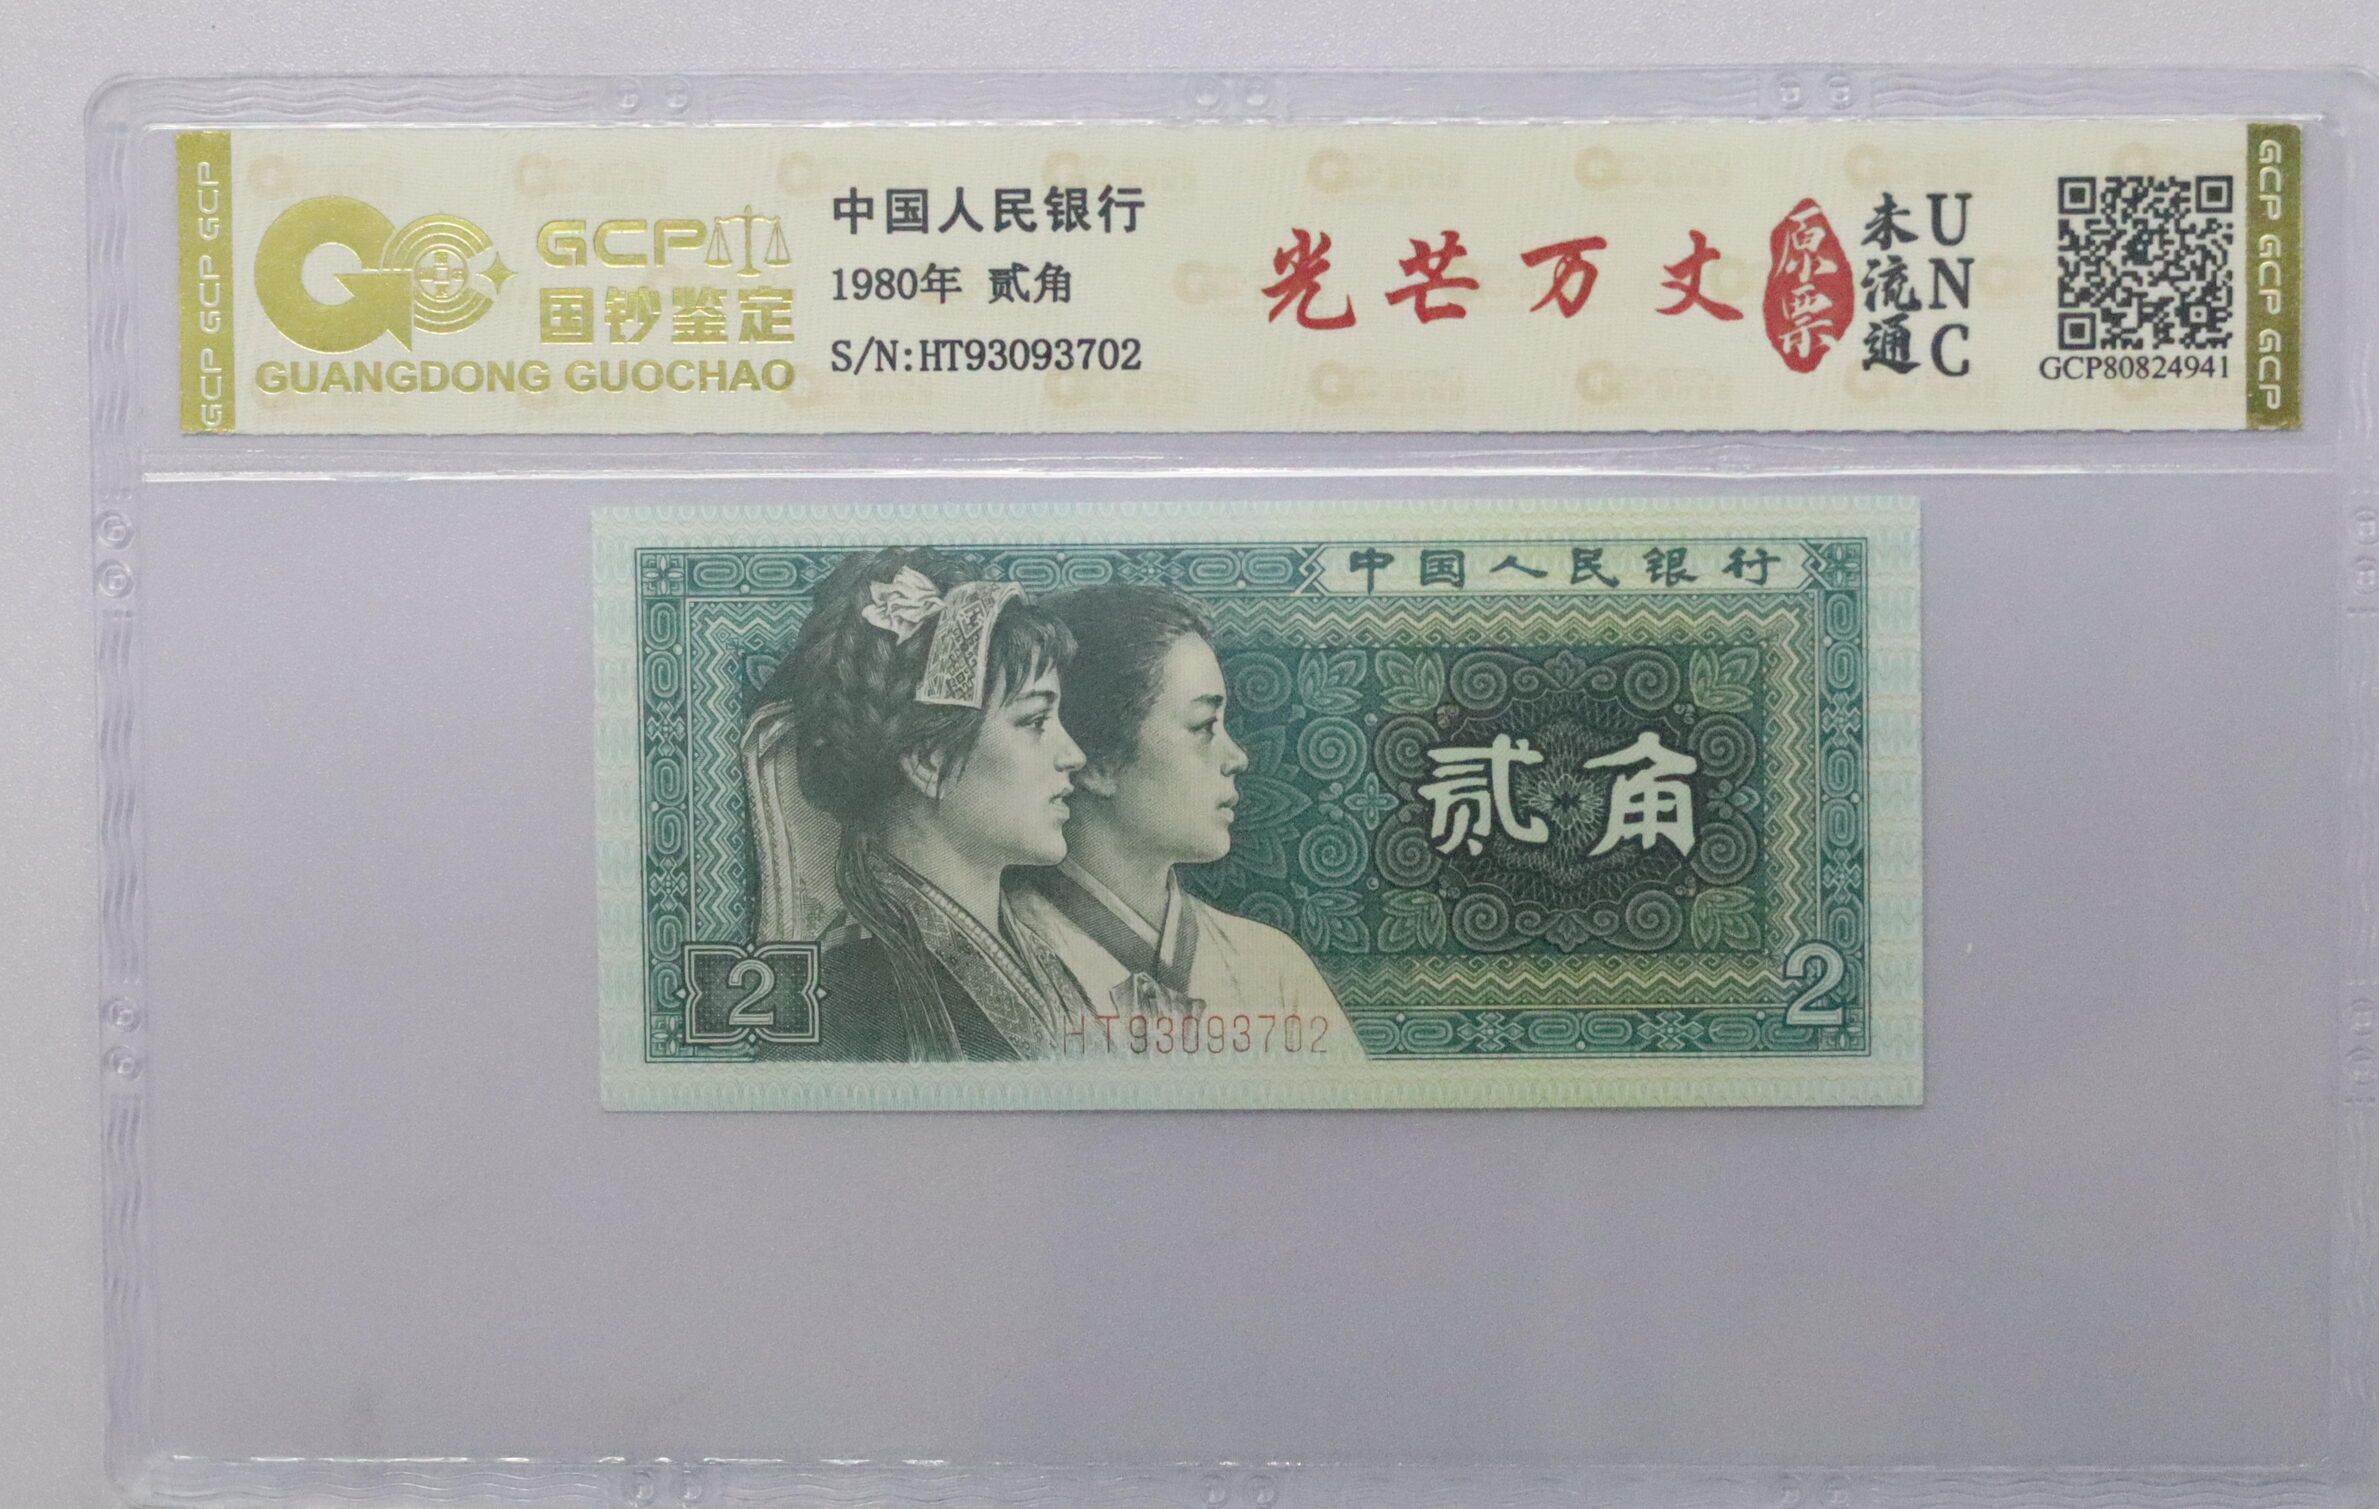 GCP GCP GCP
GCP
国钞鉴定
GUANGDONG GUOCHAO
中国人民银行
1980年 贰角
S/N:HT93093702
光芒万丈
原票
未流通
UNC
GCP80824941
GCP GCP GCP
中国人民银行
贰角
2
2
HT93093702